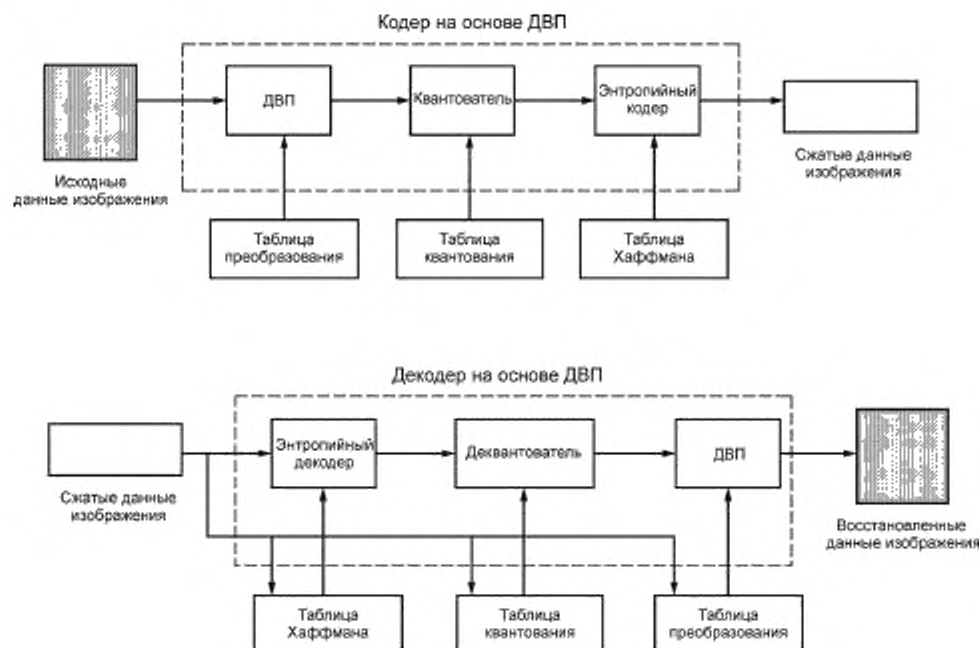 Кодер на основе ДВП
ДВП
Квантователь
Энтропийный
кодер
Исходные
данные изображения
Сжатые данные
изображения
Таблица
преобразования
Таблица
квантования
Таблица
Хаффмана
Декодер на основе ДВП
Энтропийный
декодер
Деквантователь
ДВП
Сжатые данные
изображения
Восстановленные
данные изображения
Таблица
Хаффмана
Таблица
квантования
Таблица
преобразования